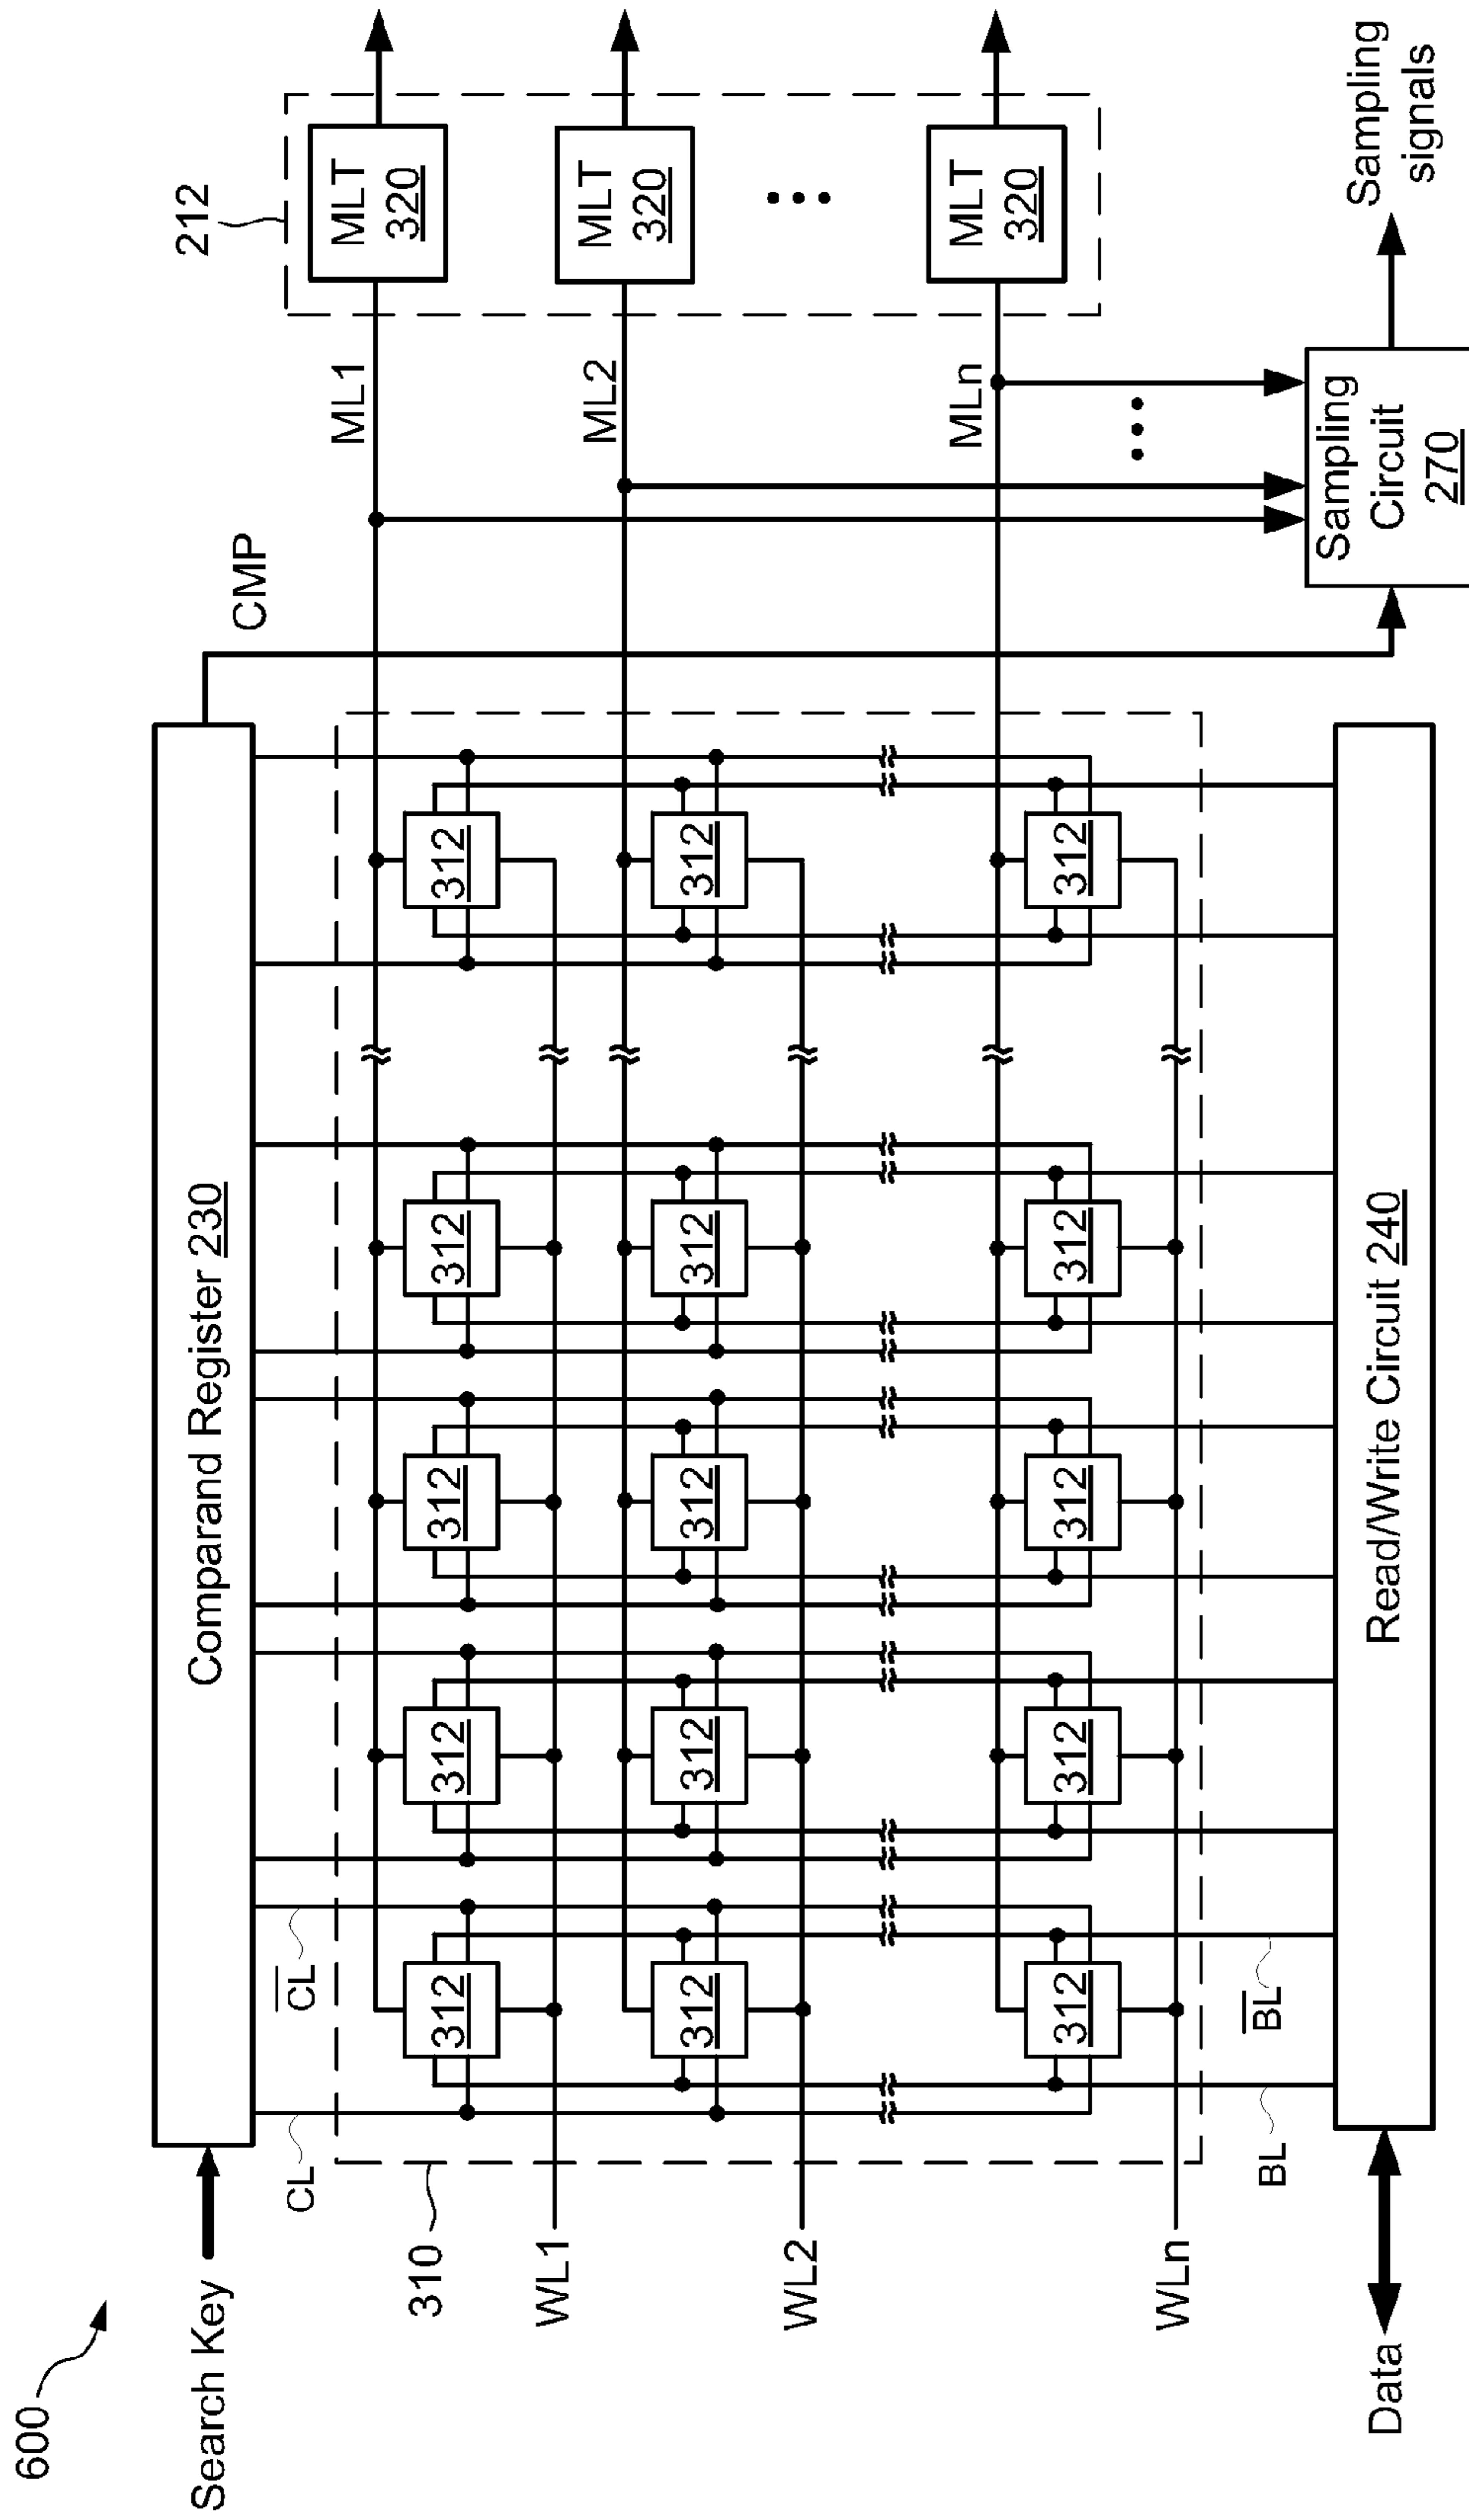 600
Search Key
Comparand Register 230
CMP
212
CL
CL
310
ML1
MLT
320
312
312
312
312
312
WL1
ML2
MLT
320
312
312
312
312
312
WL2
MLn
MLT
320
312
312
312
312
312
WLn
BL
BL
Data
Read/Write Circuit 240
Sampling
Circuit
270
Sampling
signals